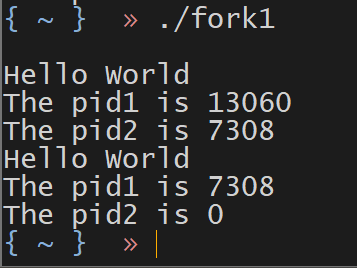 { ~ } » ./fork1
Hello World
The pid1 is 13060
The pid2 is 7308
Hello World
The pid1 is 7308
The pid2 is 0
{ ~ } »